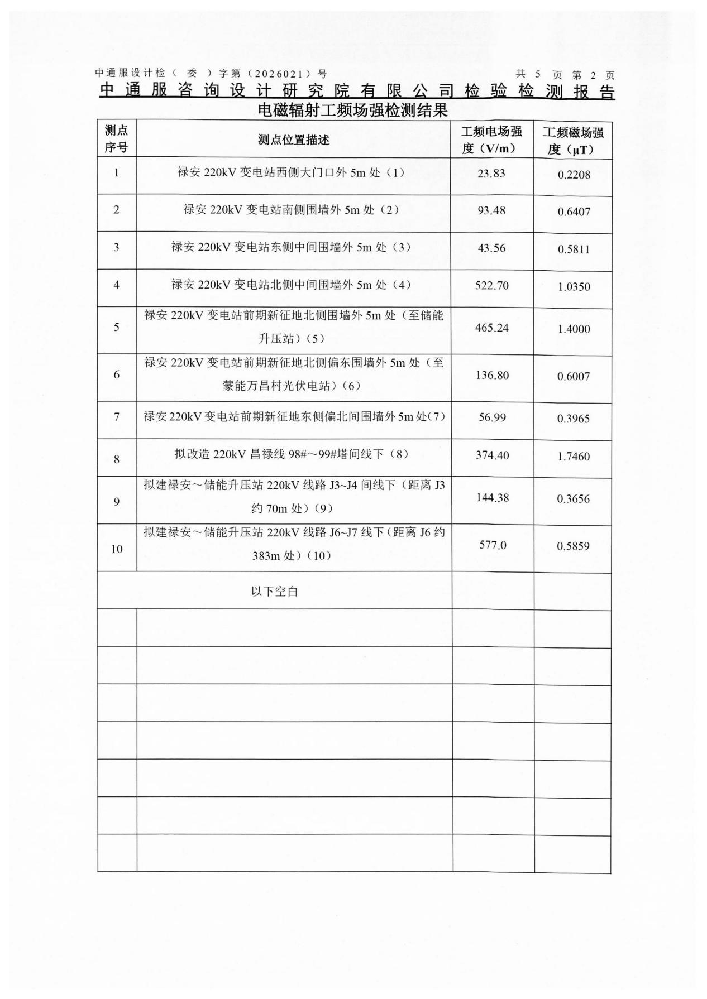 中通服设计检（ 委 ）字第（2026021）号
共 5 页 第 2 页
中通服咨询设计研究院有限公司检验检测报告
电磁辐射工频场强检测结果
测点
序号
测点位置描述
工频电场强
度（V/m）
工频磁场强
度（μT）
1
禄安 220kV 变电站西侧大门口外 5m 处（1）
23.83
0.2208
2
禄安 220kV 变电站南侧围墙外 5m 处（2）
93.48
0.6407
3
禄安 220kV 变电站东侧中间围墙外 5m 处（3）
43.56
0.5811
4
禄安 220kV 变电站北侧中间围墙外 5m 处（4）
522.70
1.0350
5
禄安 220kV 变电站前期新征地北侧围墙外 5m 处（至储能
升压站）（5）
465.24
1.4000
6
禄安 220kV 变电站前期新征地北侧偏东围墙外 5m 处（至
蒙能万昌村光伏电站）（6）
136.80
0.6007
7
禄安 220kV 变电站前期新征地东侧偏北间围墙外 5m 处（7）
56.99
0.3965
8
拟改造 220kV 昌禄线 98#～99#塔间线下（8）
374.40
1.7460
9
拟建禄安～储能升压站 220kV 线路 J3~J4 间线下（距离 J3
约 70m 处）（9）
144.38
0.3656
10
拟建禄安～储能升压站 220kV 线路 J6~J7 线下（距离 J6 约
383m 处）（10）
577.0
0.5859
以下空白